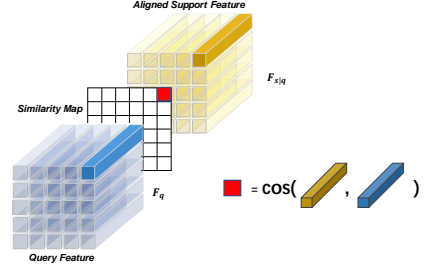 Aligned Support Feature
F_{s|q}
Similarity Map
F_q
= COS( , )
Query Feature